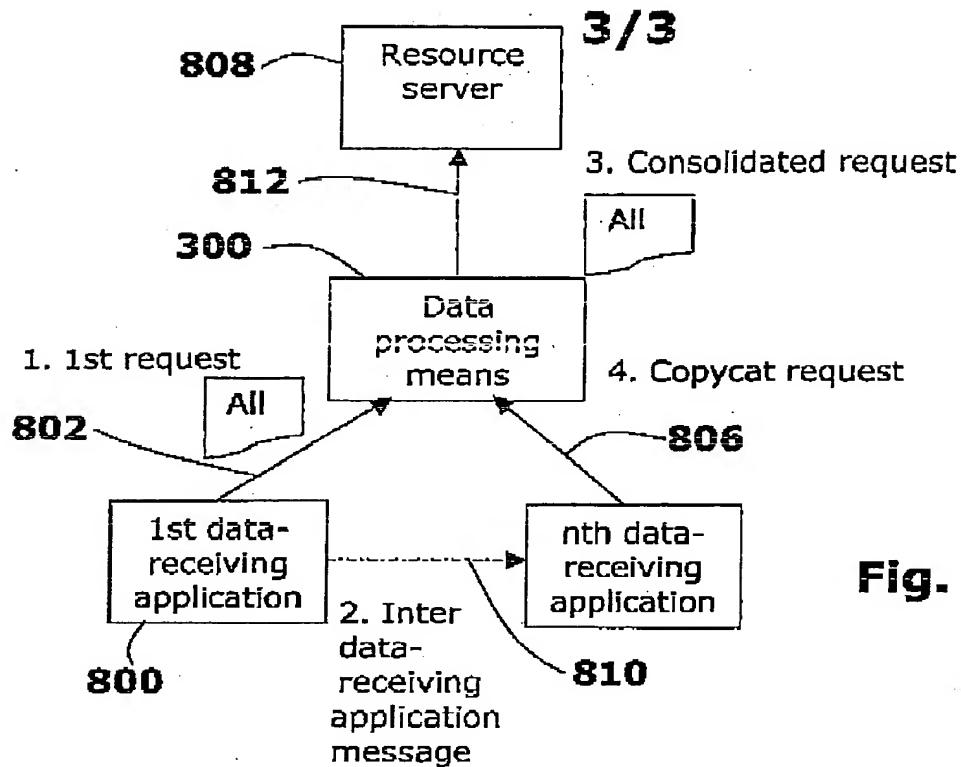 3/3
808
Resource
server
812
3. Consolidated request
All
300
Data
processing
means
1. 1st request
All
4. Copycat request
802
806
1st data-
receiving
application
nth data-
receiving
application
Fig.
2. Inter
data-
receiving
application
message
800
810